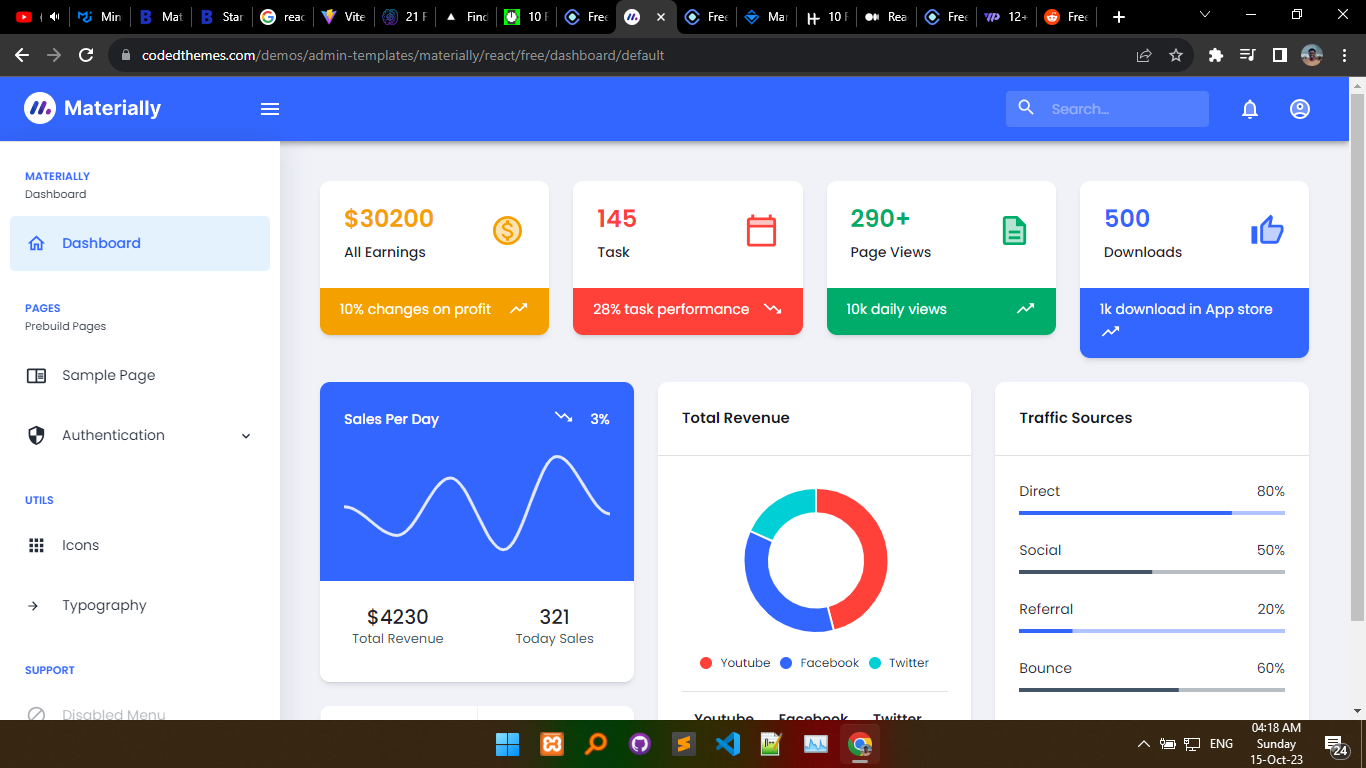 Min
Mat
Star
reac
Vite
21 F
Find
10 F
Free
Free
Mar
10 F
Rea
Free
12+
Free
codedthemes.com/demos/admin-templates/materially/react/free/dashboard/default
Materially
Search...
MATERIALLY
Dashboard
Dashboard
PAGES
Prebuild Pages
Sample Page
Authentication
UTILS
Icons
Typography
SUPPORT
Disabled Menu
$30200
All Earnings
10% changes on profit
145
Task
28% task performance
290+
Page Views
10k daily views
500
Downloads
1k download in App store
Sales Per Day 3%
$4230
Total Revenue
321
Today Sales
Total Revenue
Youtube Facebook Twitter
Youtube Facebook Twitter
Traffic Sources
Direct 80%
Social 50%
Referral 20%
Bounce 60%
ENG
04:18 AM
Sunday
15-Oct-23
24